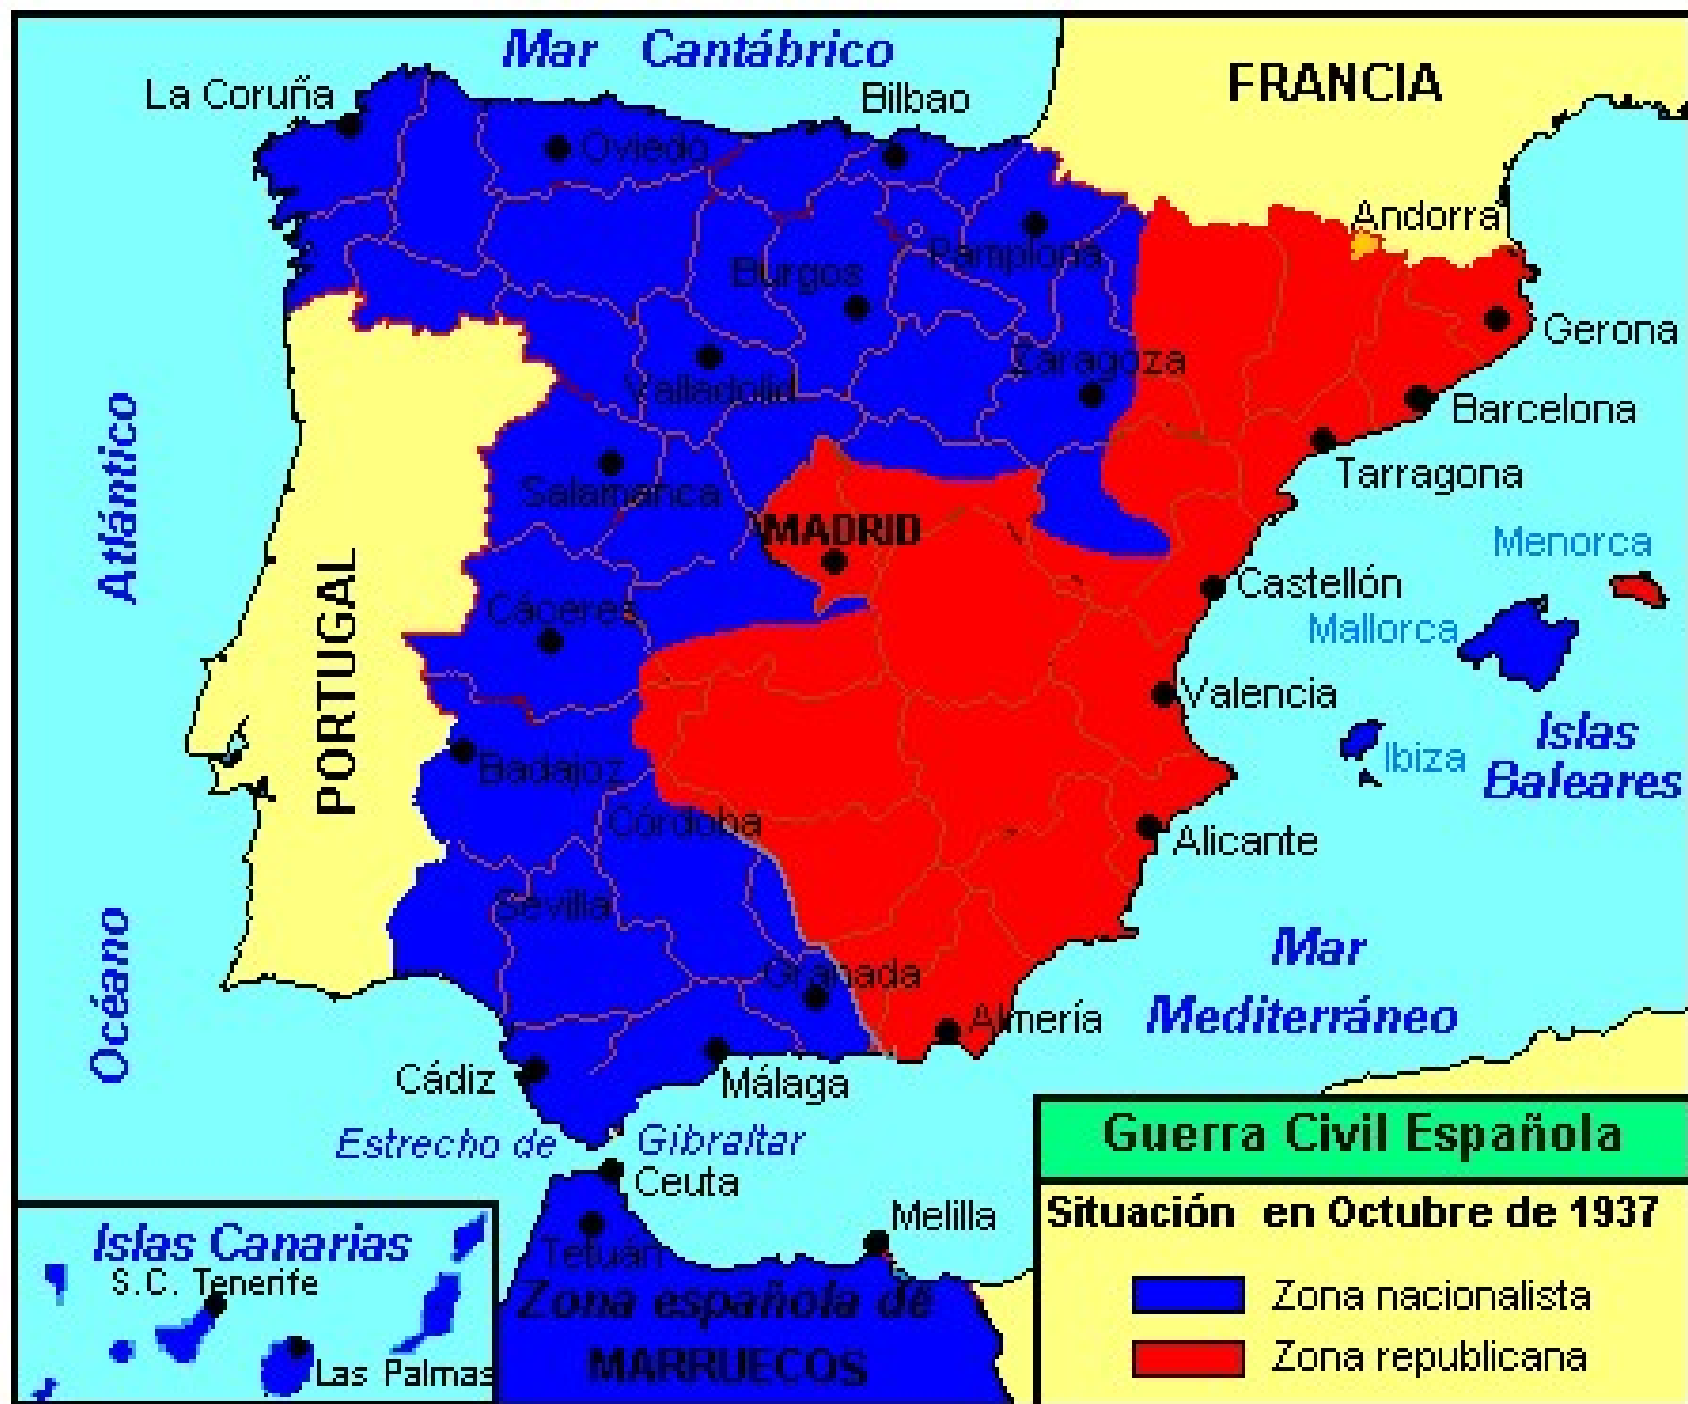 Mar Cantábrico
La Coruña
Bilbao
FRANCIA
Oviedo
Andorra
Pamplona
Burgos
Gerona
Zaragoza
Valladolid
Barcelona
Tarragona
Salamanca
MADRID
Menorca
Castellón
Mallorca
Cáceres
Atlántico
PORTUGAL
Valencia
Islas
Baleares
Ibiza
Badajoz
Córdoba
Alicante
Sevilla
Mar
Mediterráneo
Granada
Almería
Océano
Cádiz
Málaga
Estrecho de Gibraltar
Ceuta
Melilla
Tetuán
Zona española de
MARRUECOS
Islas Canarias
S.C. Tenerife
Las Palmas
Guerra Civil Española
Situación en Octubre de 1937
Zona nacionalista
Zona republicana